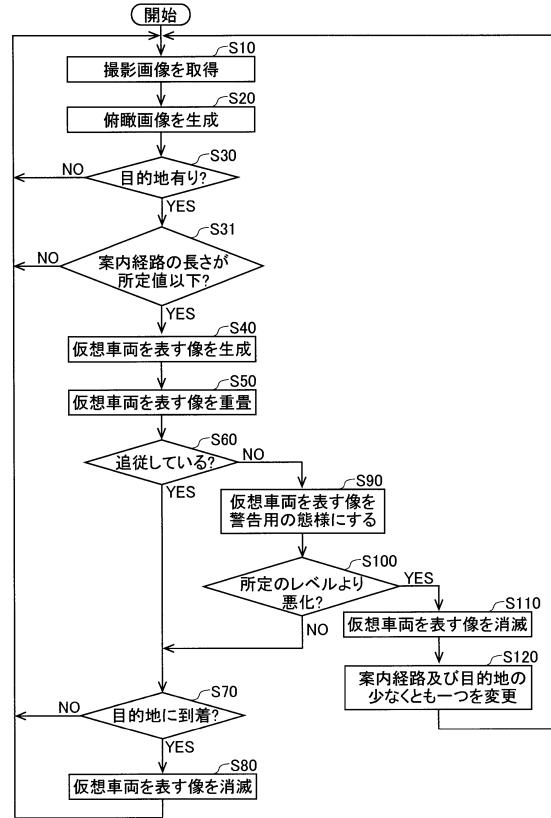 開始
S10
撮影画像を取得
S20
俯瞰画像を生成
S30
目的地有り?
NO
YES
S31
案内経路の長さが
所定値以下?
NO
YES
S40
仮想車両を表す像を生成
S50
仮想車両を表す像を重畳
S60
追従している?
NO
YES
S90
仮想車両を表す像を
警告用の態様にする
S100
所定のレベルより
悪化?
YES
NO
S110
仮想車両を表す像を消滅
S120
案内経路及び目的地の
少なくとも一つを変更
S70
目的地に到着?
NO
YES
S80
仮想車両を表す像を消滅